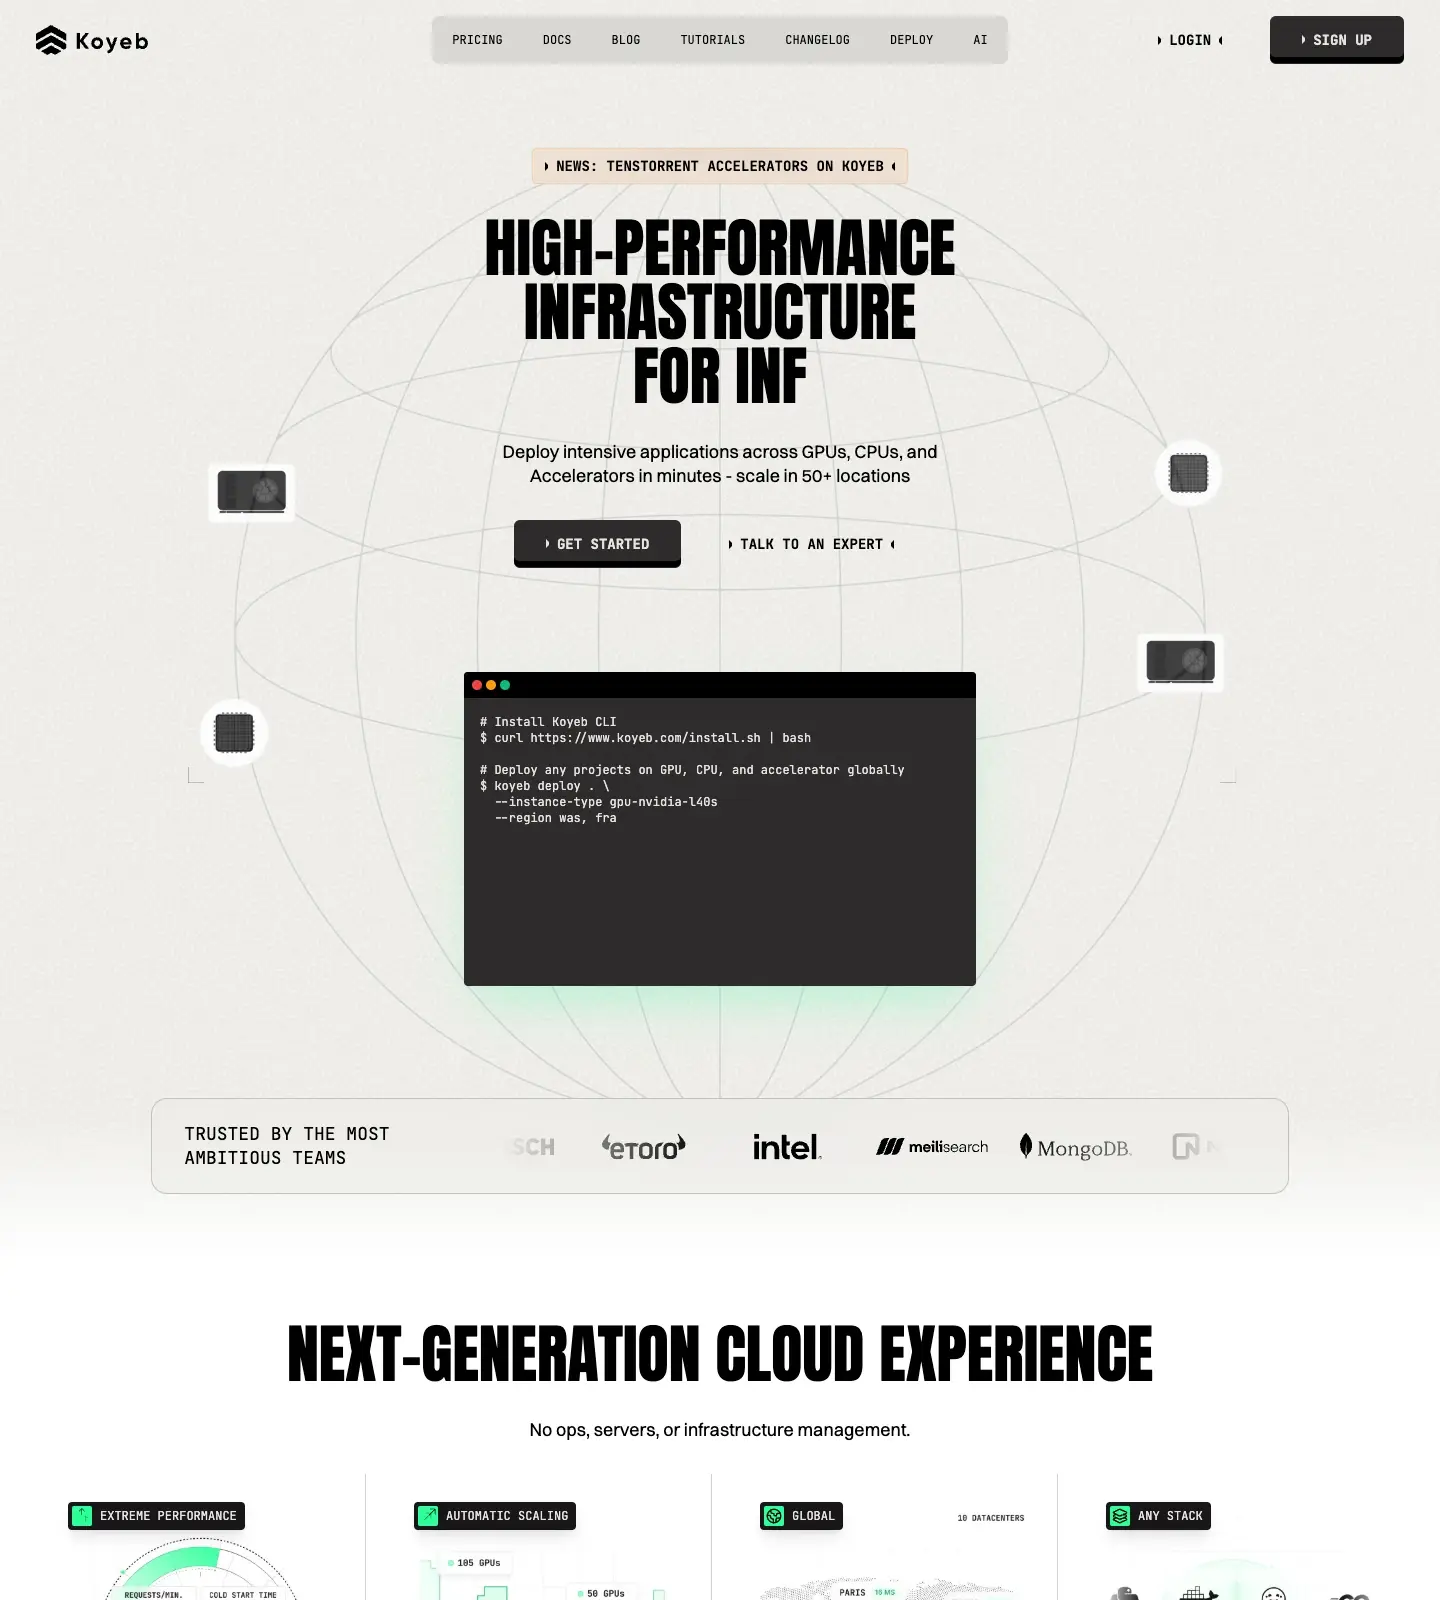 Koyeb
PRICING DOCS BLOG TUTORIALS CHANGELOG DEPLOY AI
LOGIN
SIGN UP
NEWS: TENSTORRENT ACCELERATORS ON KOYEB
HIGH-PERFORMANCE
INFRASTRUCTURE
FOR INF
Deploy intensive applications across GPUs, CPUs, and
Accelerators in minutes - scale in 50+ locations
GET STARTED
TALK TO AN EXPERT
# Install Koyeb CLI
$ curl https://www.koyeb.com/install.sh | bash
# Deploy any projects on GPU, CPU, and accelerator globally
$ koyeb deploy . \
--instance-type gpu-nvidia-l40s
--region was, fra
TRUSTED BY THE MOST
AMBITIOUS TEAMS
SCH
eToro
intel.
meilisearch
MongoDB.
NEXT-GENERATION CLOUD EXPERIENCE
No ops, servers, or infrastructure management.
EXTREME PERFORMANCE
REQUESTS/MIN.
COLD START TIME
AUTOMATIC SCALING
105 GPUs
50 GPUs
GLOBAL
10 DATACENTERS
PARIS 16 MS
ANY STACK